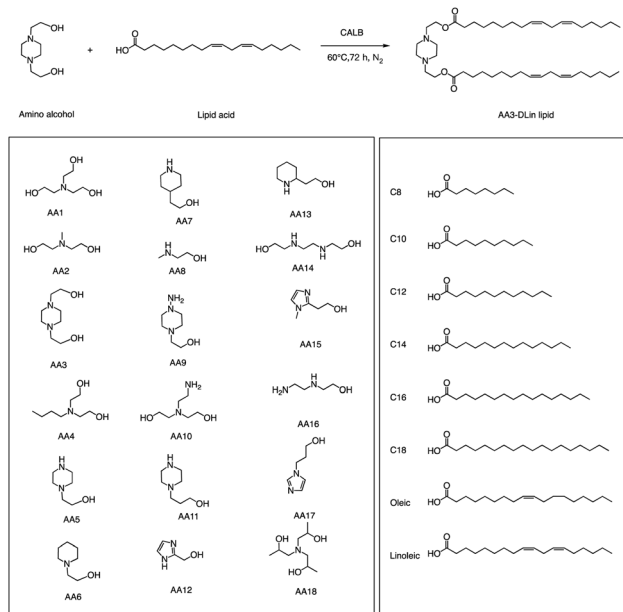 OH
N
N
OH
+
HO
O
CALB
60°C,72 h, N2
O
O
N
N
O
O
Amino alcohol
Lipid acid
AA3-DLin lipid
OH
HO
N
OH
AA1
H
N
OH
AA7
N
H
OH
AA13
HO
N
OH
AA2
H
N
OH
AA8
HO
H
N
N
H
OH
AA14
OH
N
N
OH
AA3
NH2
N
N
OH
AA9
N
N
OH
AA15
OH
N
OH
AA4
NH2
HO
N
OH
AA10
H2N
H
N
OH
AA16
H
N
N
OH
AA5
H
N
N
OH
AA11
OH
N
N
AA17
N
OH
AA6
N
N
H
OH
AA12
OH
OH
N
HO
AA18
C8
O
HO
C10
O
HO
C12
O
HO
C14
O
HO
C16
O
HO
C18
O
HO
Oleic
O
HO
Linoleic
O
HO